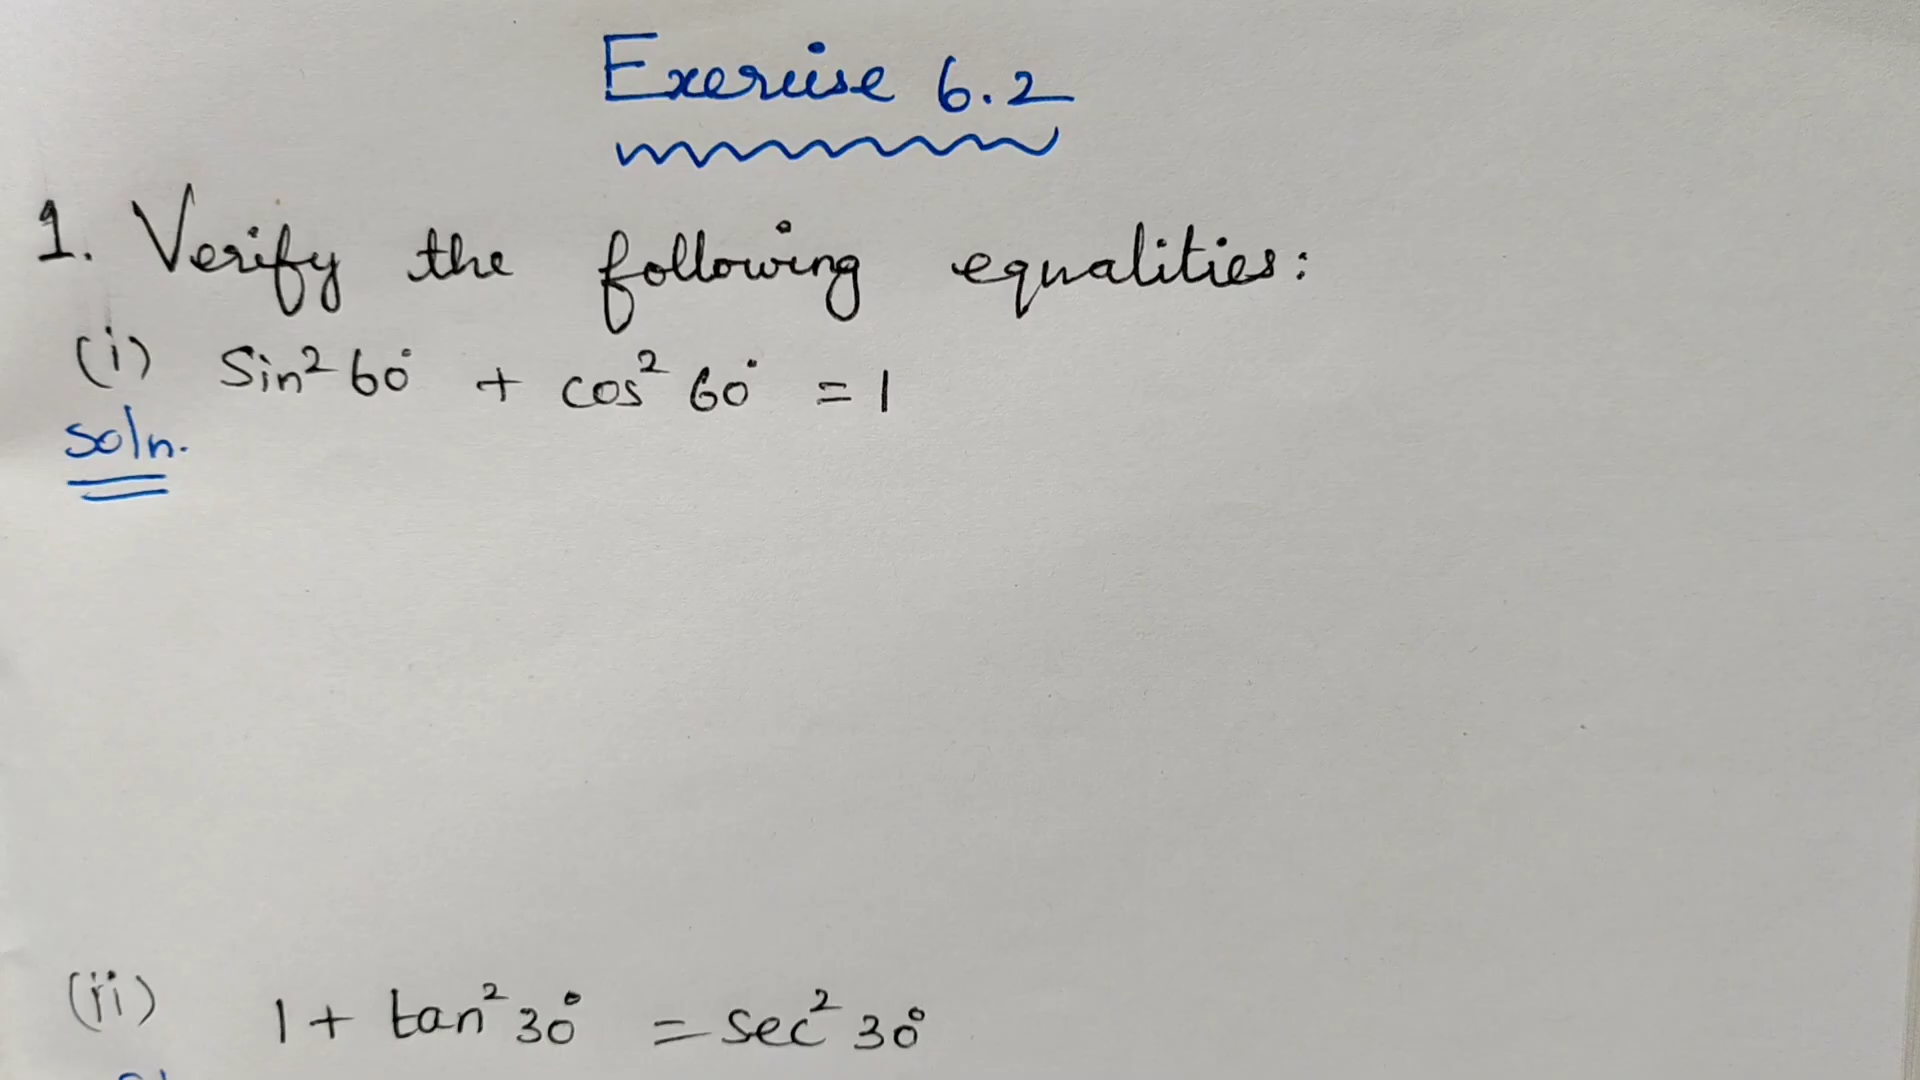 Exercise 6.2
1. Verify the following equalities:
(i) Sin² 60° + cos² 60° = 1
Soln.
(ii) 1 + tan² 30° = sec² 30°